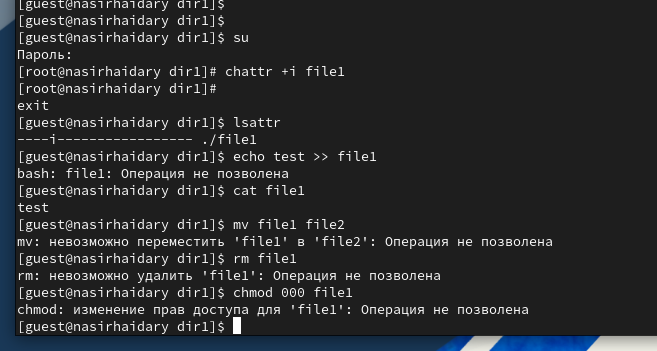 [guest@nasirhaidary dir1]$
[guest@nasirhaidary dir1]$
[guest@nasirhaidary dir1]$ su
Пароль:
[root@nasirhaidary dir1]# chattr +i file1
[root@nasirhaidary dir1]#
exit
[guest@nasirhaidary dir1]$ lsattr
----i----------------- ./file1
[guest@nasirhaidary dir1]$ echo test >> file1
bash: file1: Операция не позволена
[guest@nasirhaidary dir1]$ cat file1
test
[guest@nasirhaidary dir1]$ mv file1 file2
mv: невозможно переместить 'file1' в 'file2': Операция не позволена
[guest@nasirhaidary dir1]$ rm file1
rm: невозможно удалить 'file1': Операция не позволена
[guest@nasirhaidary dir1]$ chmod 000 file1
chmod: изменение прав доступа для 'file1': Операция не позволена
[guest@nasirhaidary dir1]$